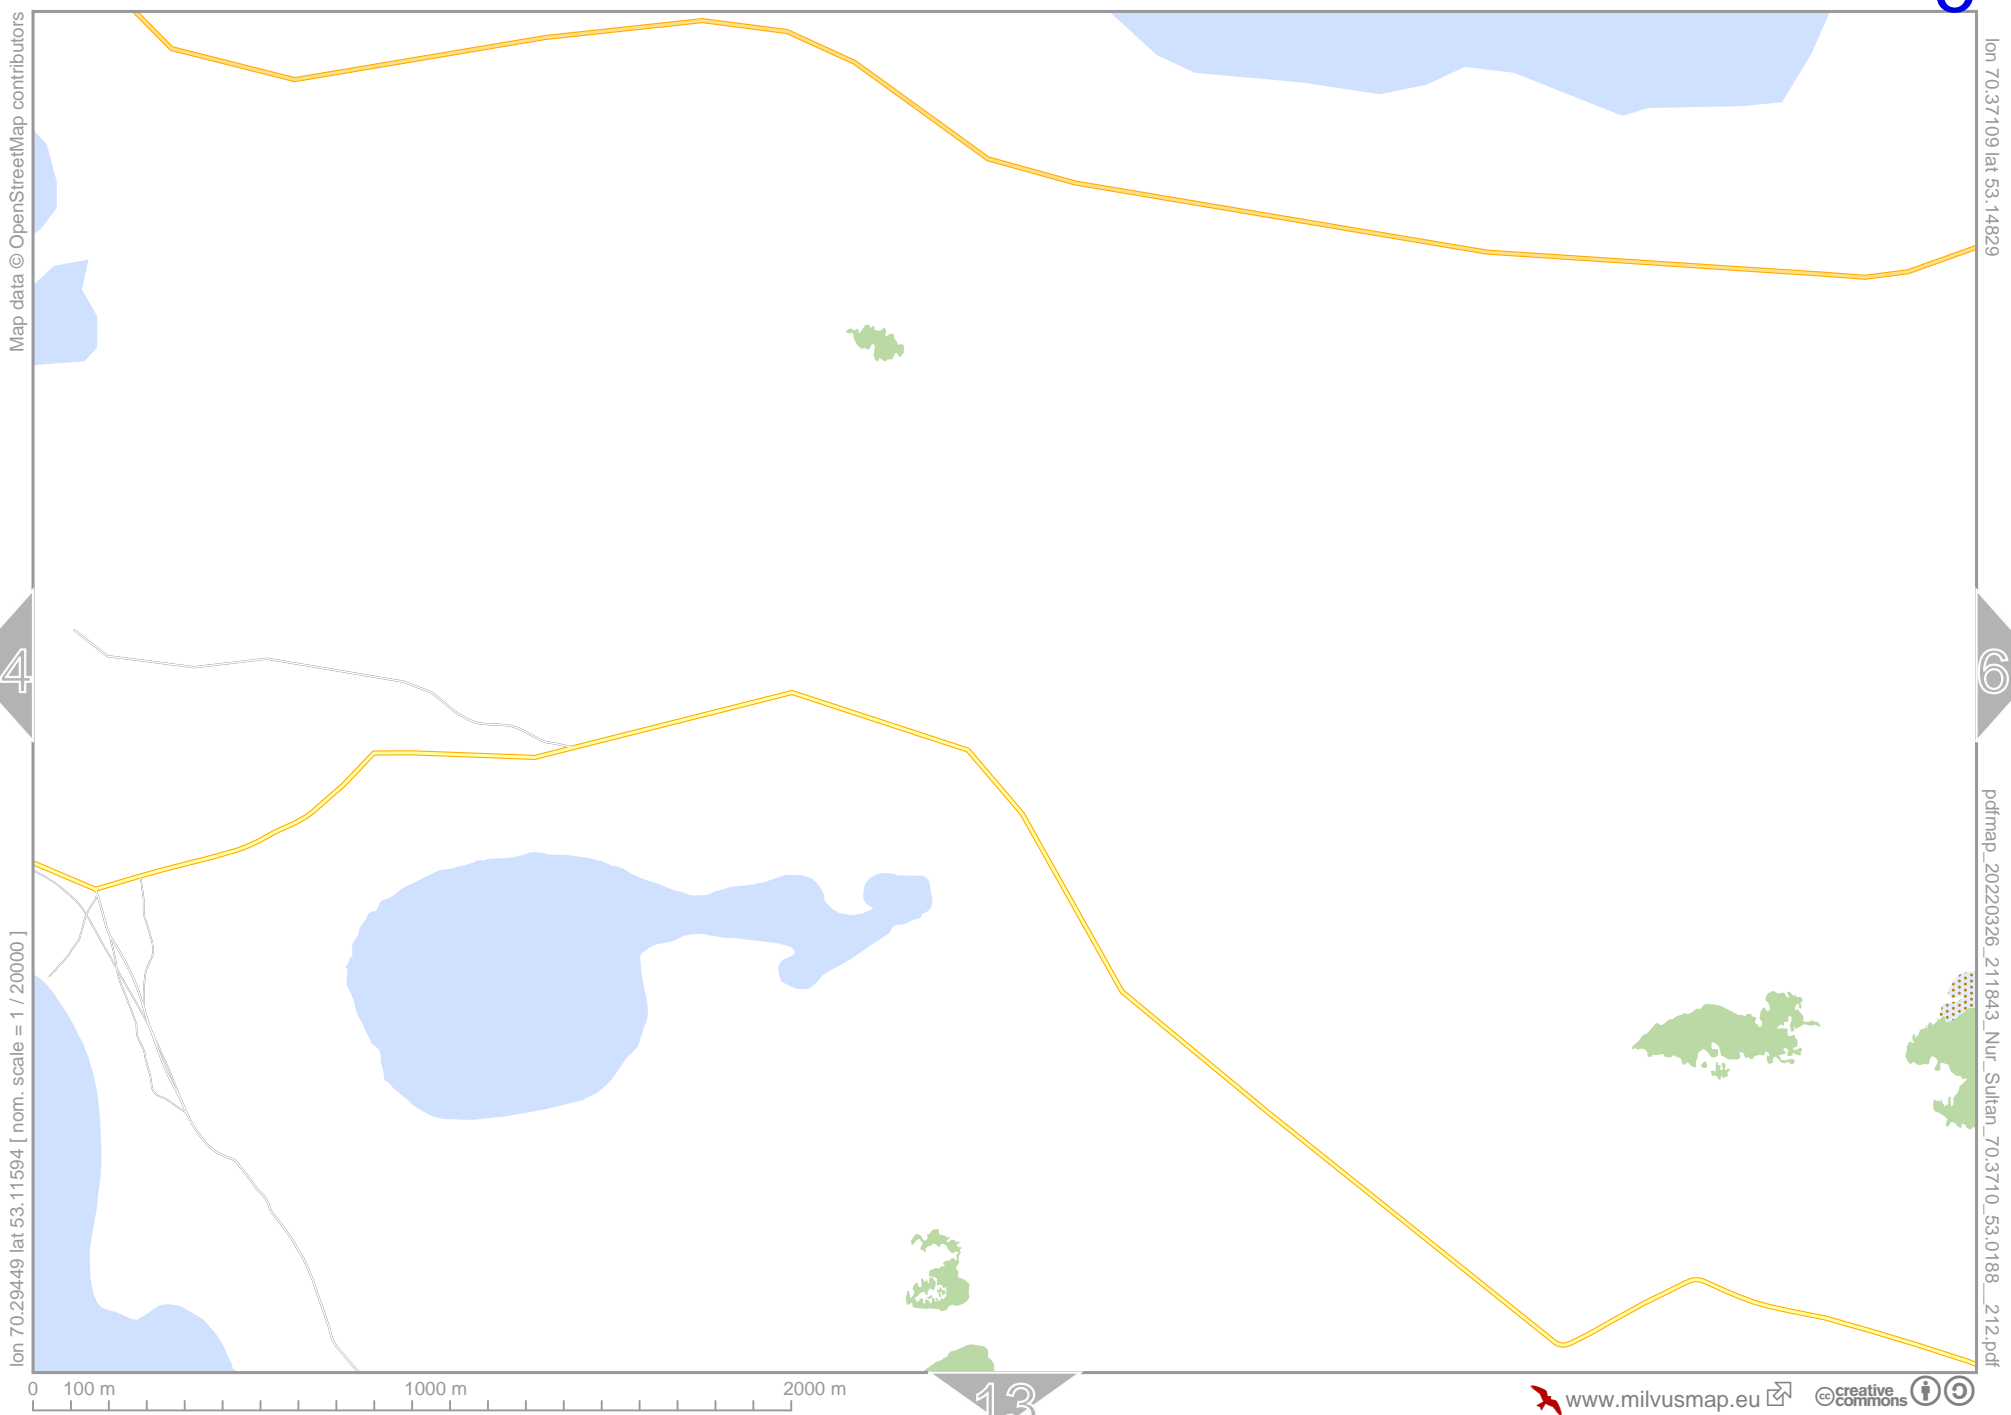 Map data © OpenStreetMap contributors
lon 70.37109 lat 53.14829
4
6
lon 70.29449 lat 53.11594 [ nom. scale = 1 / 20000 ]
pdfmap_20220326_211843_Nur_Sultan_70.3710_53.0188__212.pdf
0 100 m 1000 m 2000 m
13
www.milvusmap.eu
cc creative commons